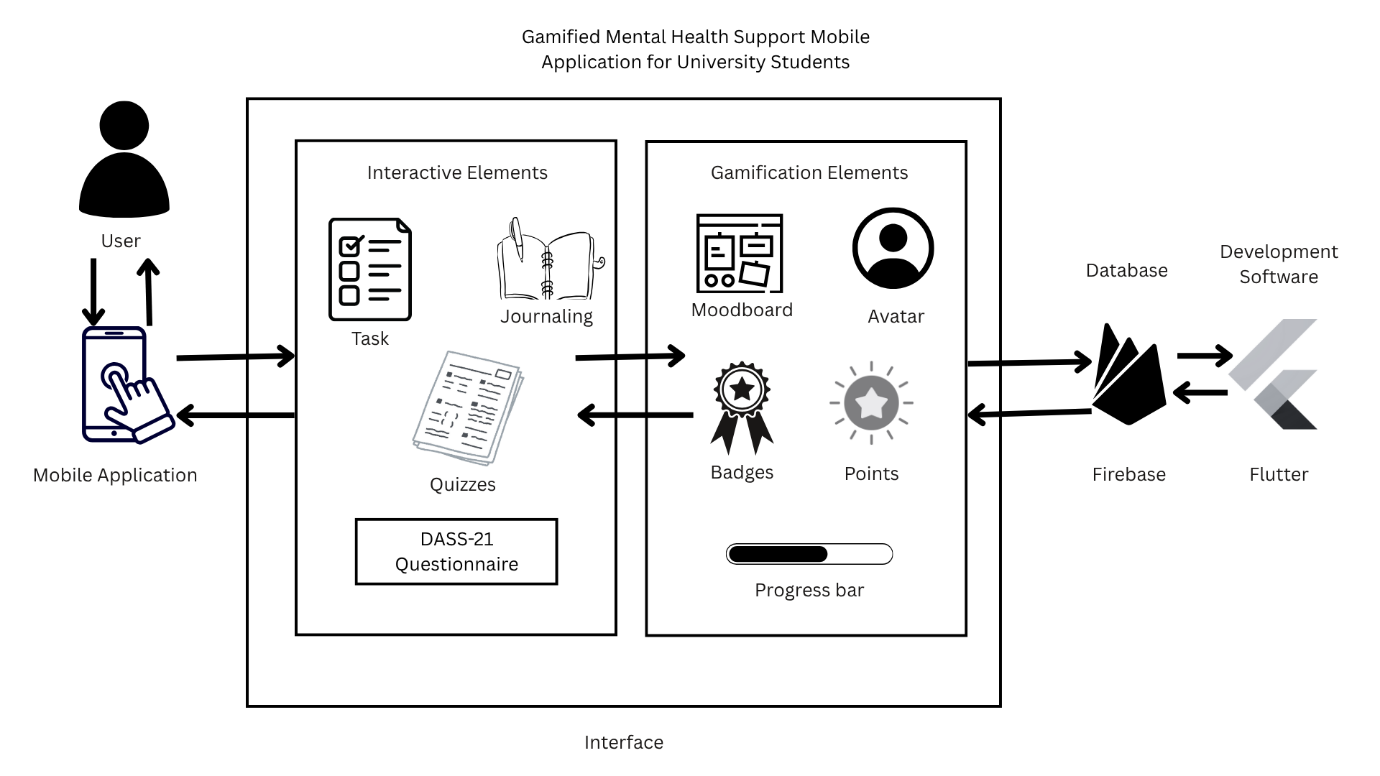 Gamified Mental Health Support Mobile
Application for University Students
User
Mobile Application
Interactive Elements
Task
Journaling
Quizzes
DASS-21
Questionnaire
Gamification Elements
Moodboard
Avatar
Badges
Points
Progress bar
Database
Firebase
Development
Software
Flutter
Interface